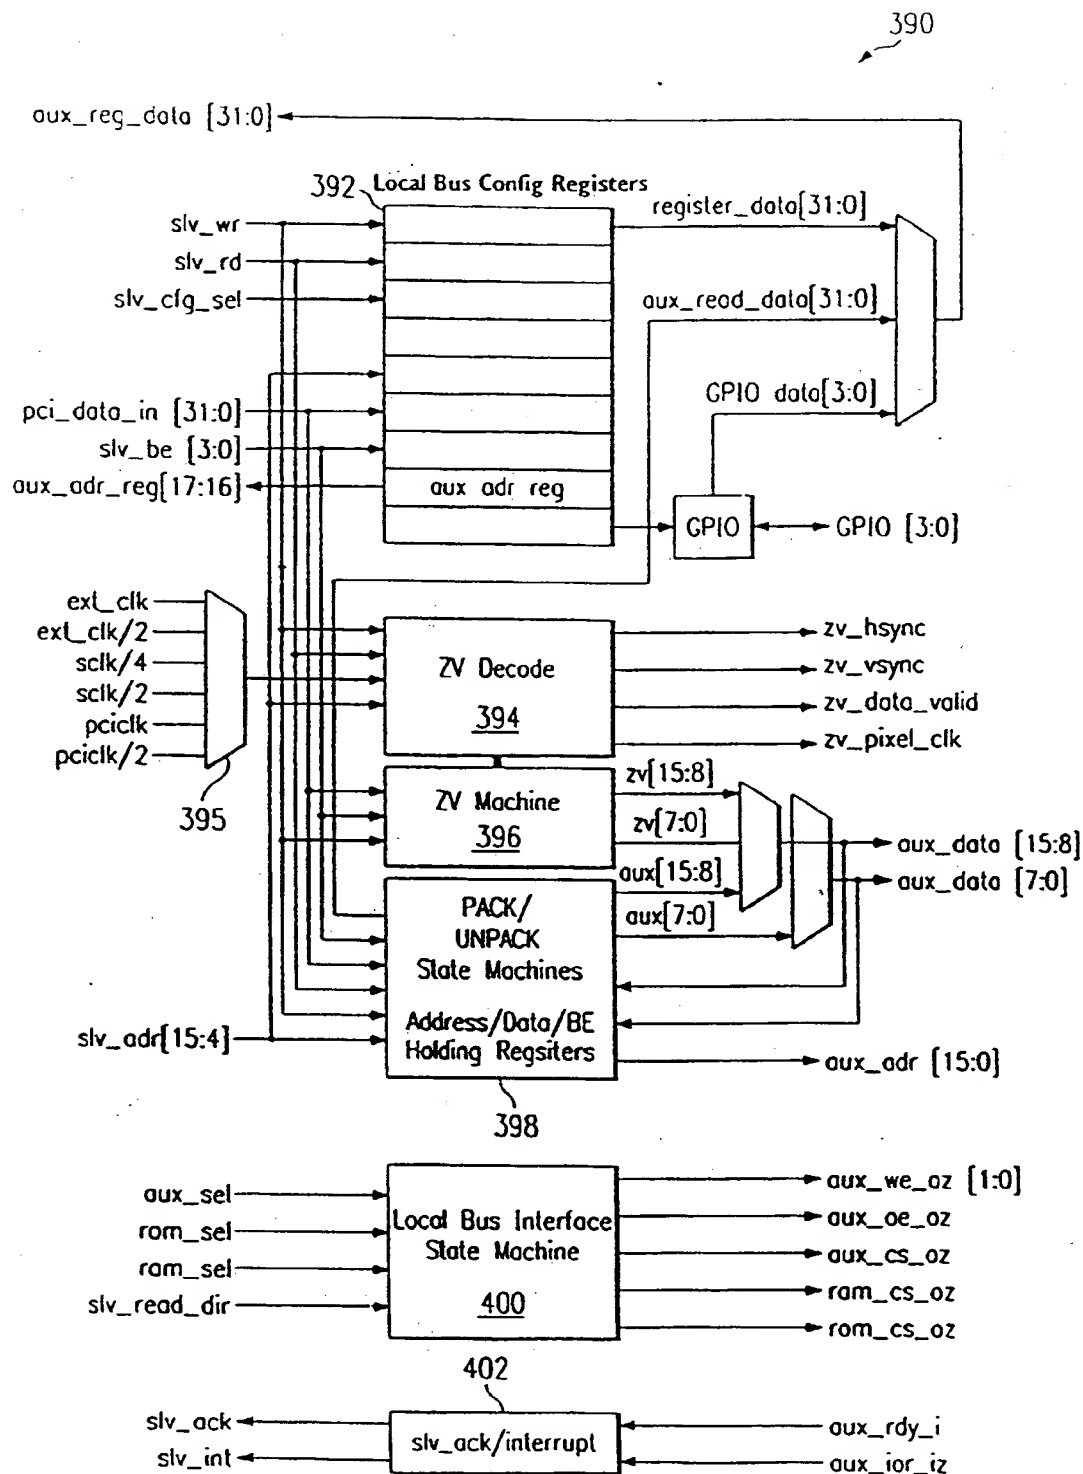 390
aux_reg_data [31:0]
392 Local Bus Config Registers
slv_wr
register_data[31:0]
slv_rd
slv_cfg_sel
aux_read_data[31:0]
GPIO data[3:0]
pci_data_in [31:0]
slv_be [3:0]
aux_adr_reg[17:16]
aux adr reg
GPIO
GPIO [3:0]
ext_clk
ext_clk/2
sclk/4
sclk/2
pciclk
pciclk/2
395
ZV Decode
394
zv_hsync
zv_vsync
zv_data_valid
zv_pixel_clk
ZV Machine
396
zv[15:8]
zv[7:0]
aux[15:8]
aux[7:0]
aux_data [15:8]
aux_data [7:0]
PACK/
UNPACK
State Machines
Address/Data/BE
Holding Regsiters
slv_adr[15:4]
aux_adr [15:0]
398
aux_sel
rom_sel
ram_sel
slv_read_dir
Local Bus Interface
State Machine
400
aux_we_oz [1:0]
aux_oe_oz
aux_cs_oz
ram_cs_oz
rom_cs_oz
402
slv_ack
slv_int
slv_ack/interrupt
aux_rdy_i
aux_ior_iz